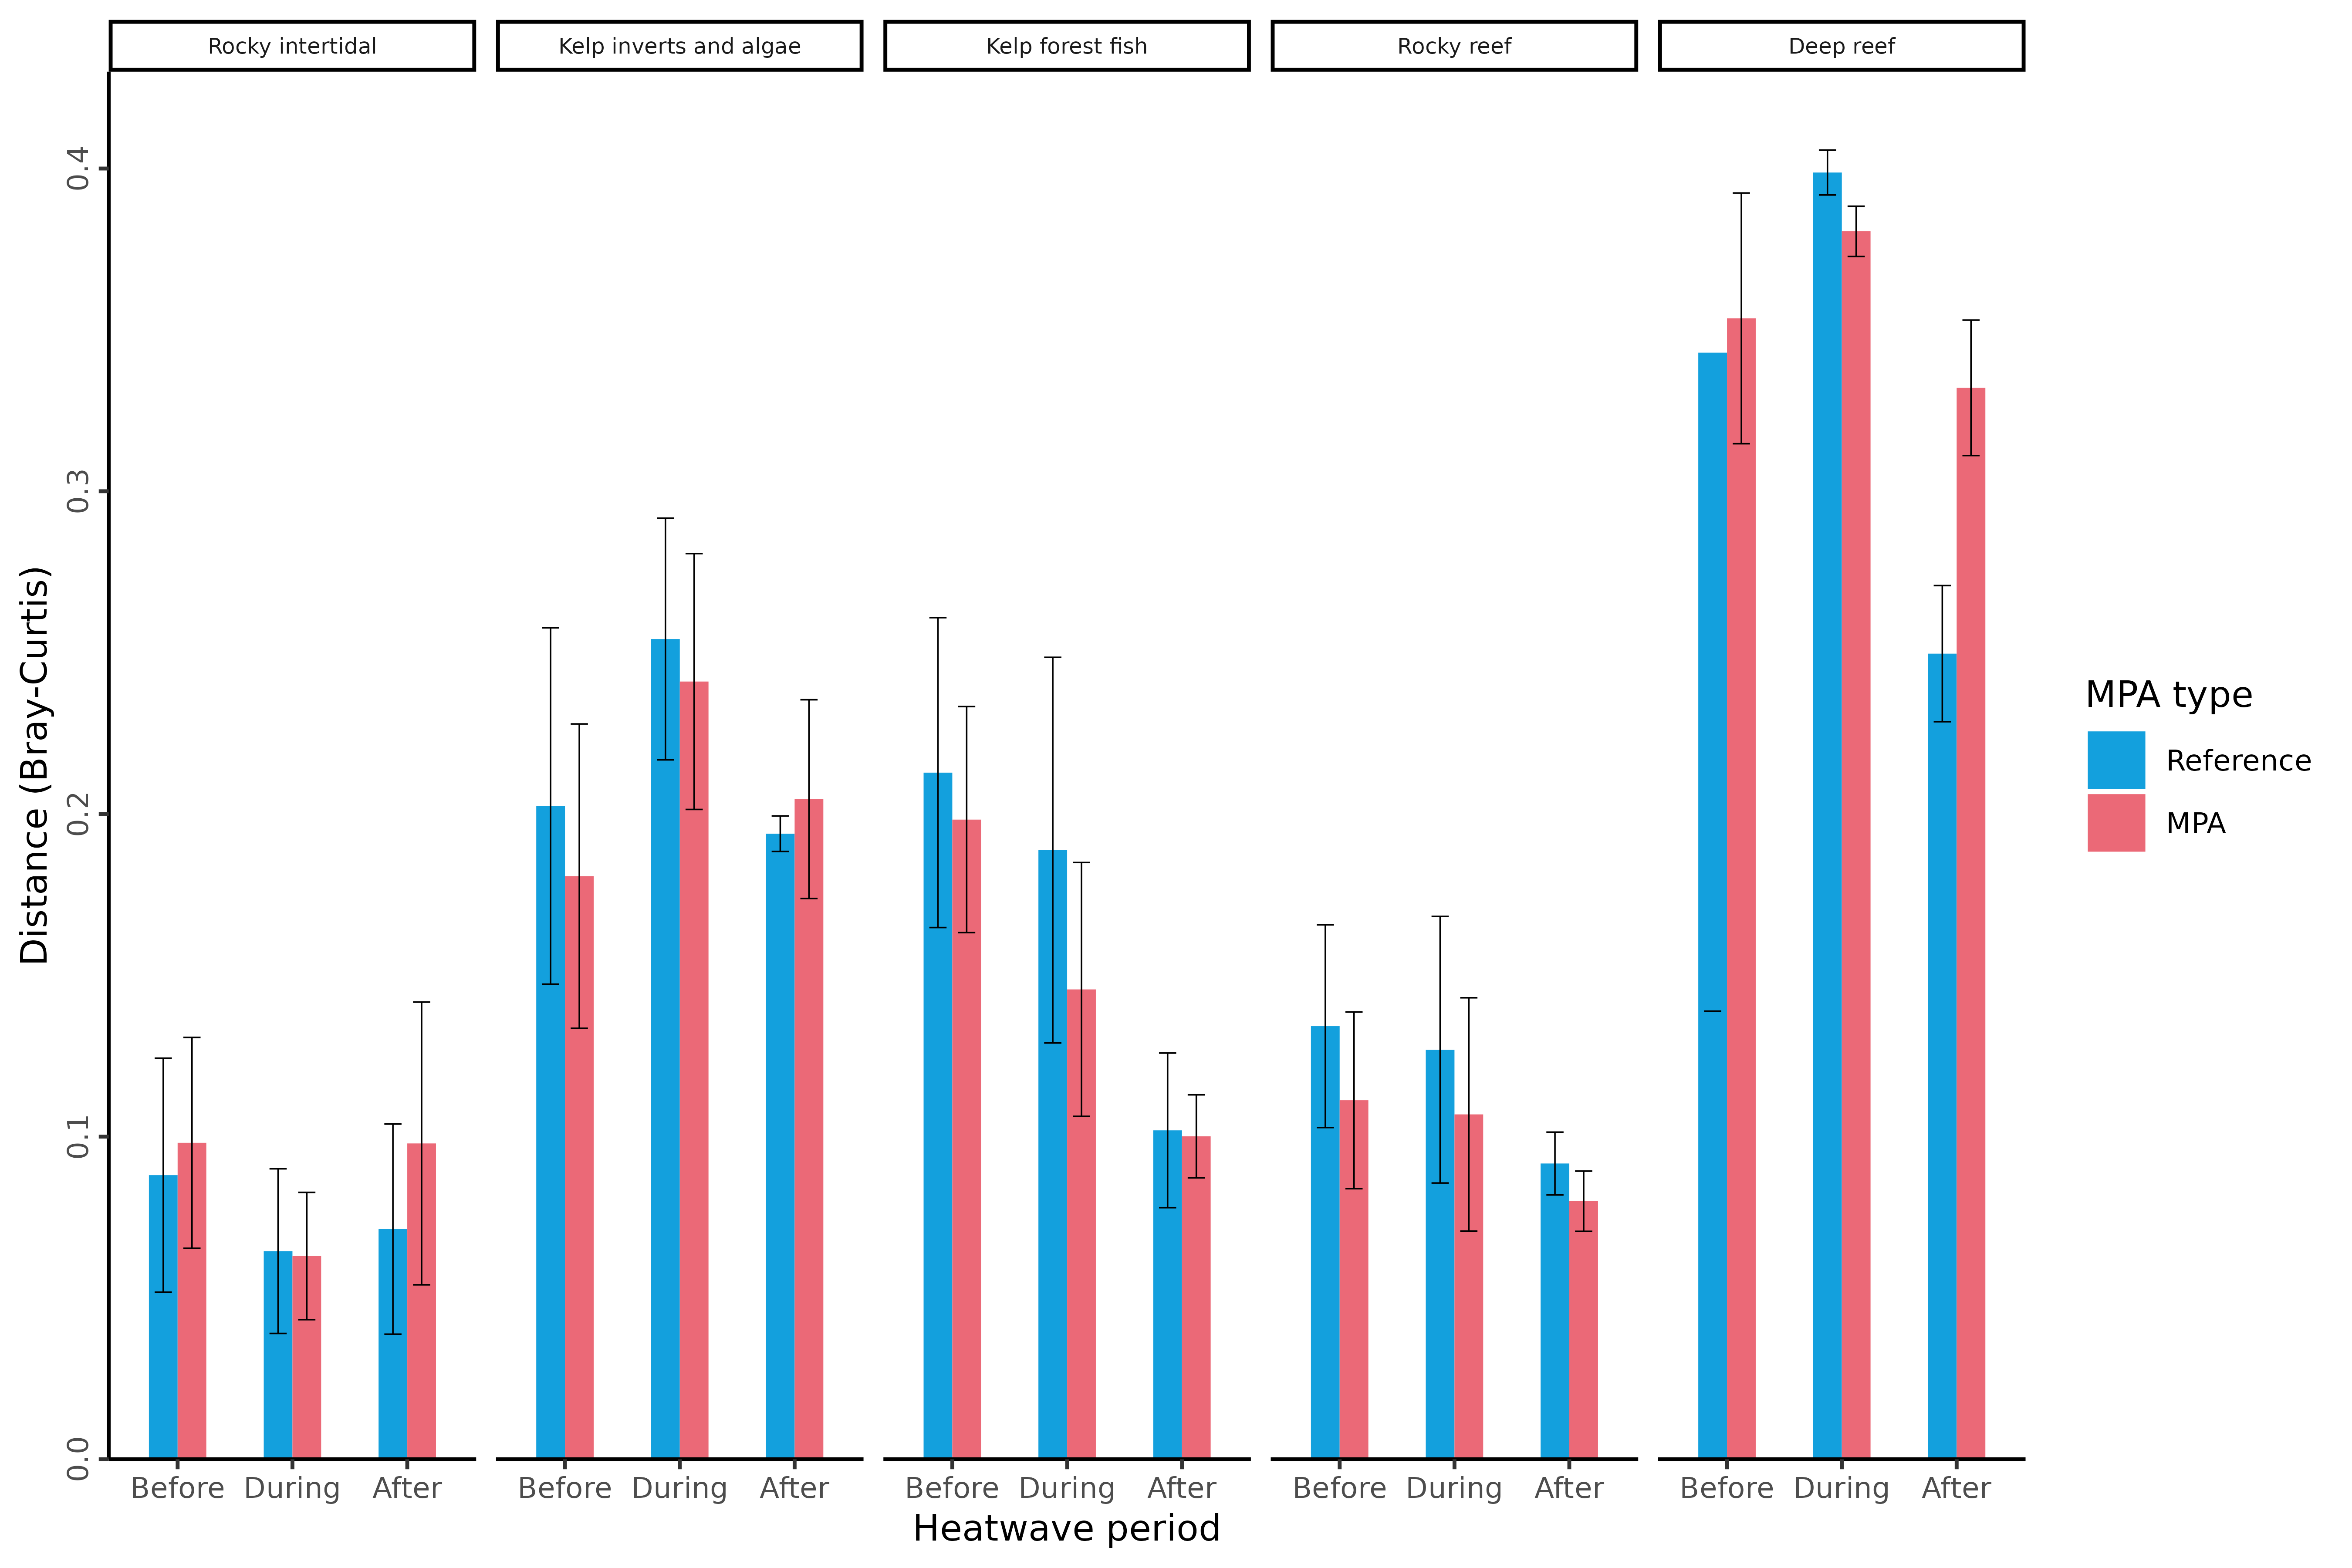 Rocky intertidal
Kelp inverts and algae
Kelp forest fish
Rocky reef
Deep reef
Distance (Bray-Curtis)
0.4
0.3
0.2
0.1
0.0
Before During After
Before During After
Before During After
Before During After
Before During After
Heatwave period
MPA type
Reference
MPA